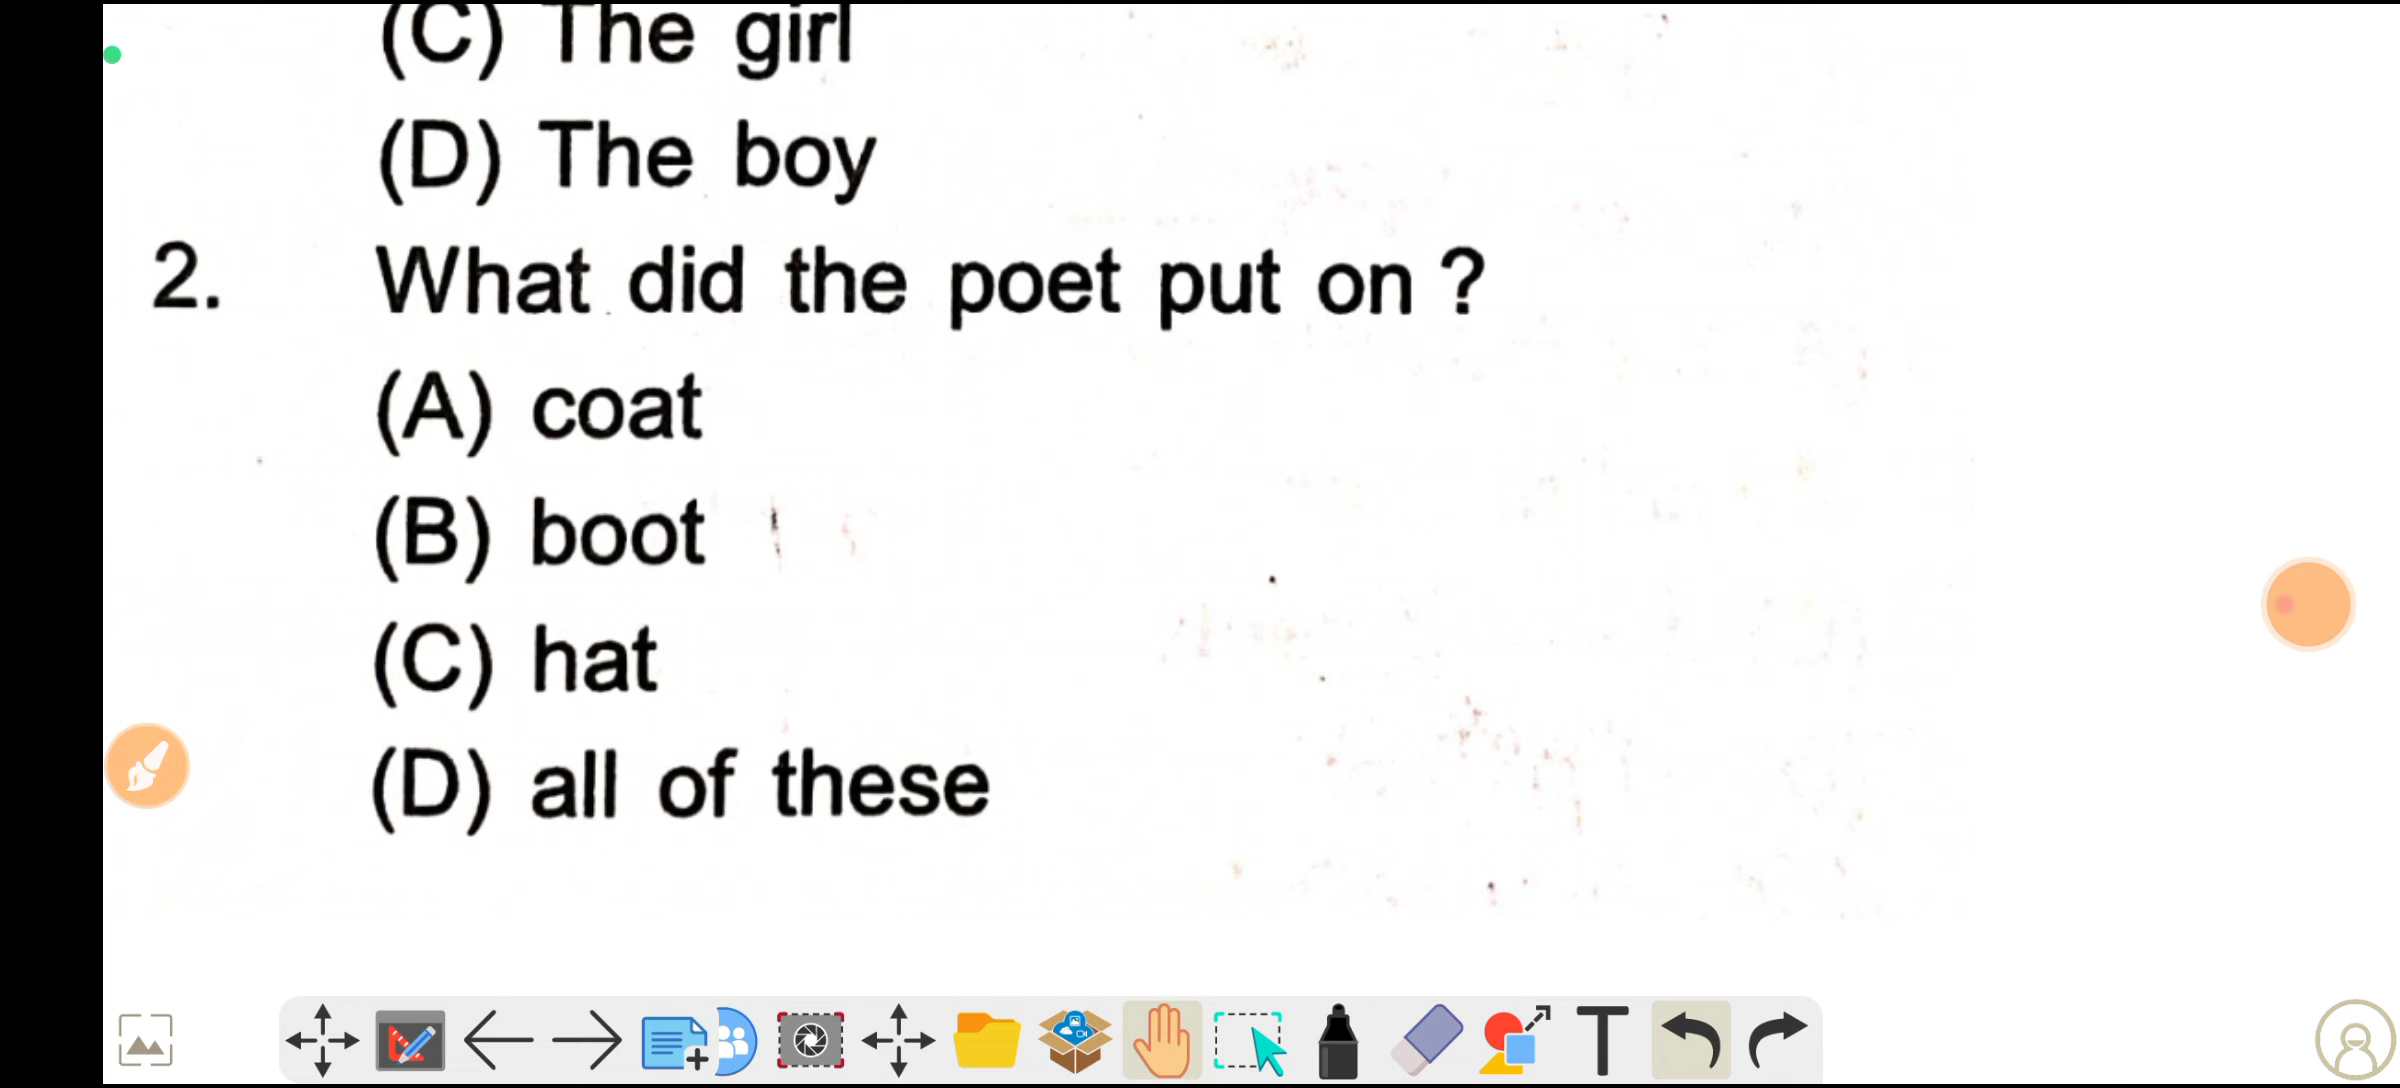 (C) The girl
(D) The boy
2. What did the poet put on ?
(A) coat
(B) boot
(C) hat
(D) all of these